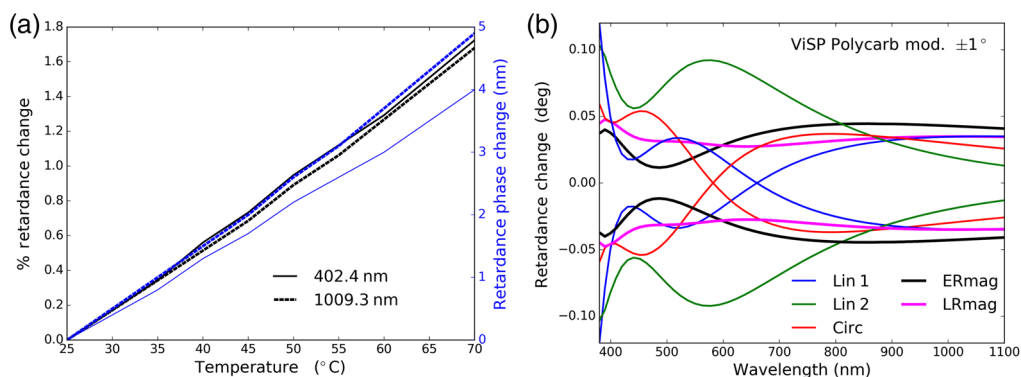 (a)
1.8
1.6
1.4
1.2
1.0
0.8
0.6
0.4
0.2
0.0
% retardance change
25 30 35 40 45 50 55 60 65 70
Temperature (°C)
5
4
3
2
1
0
Retardance phase change (nm)
402.4 nm
1009.3 nm
(b)
ViSP Polycarb mod. ±1°
0.10
0.05
0.00
−0.05
−0.10
Retardance change (deg)
400 500 600 700 800 900 1000 1100
Wavelength (nm)
Lin 1
Lin 2
Circ
ERmag
LRmag